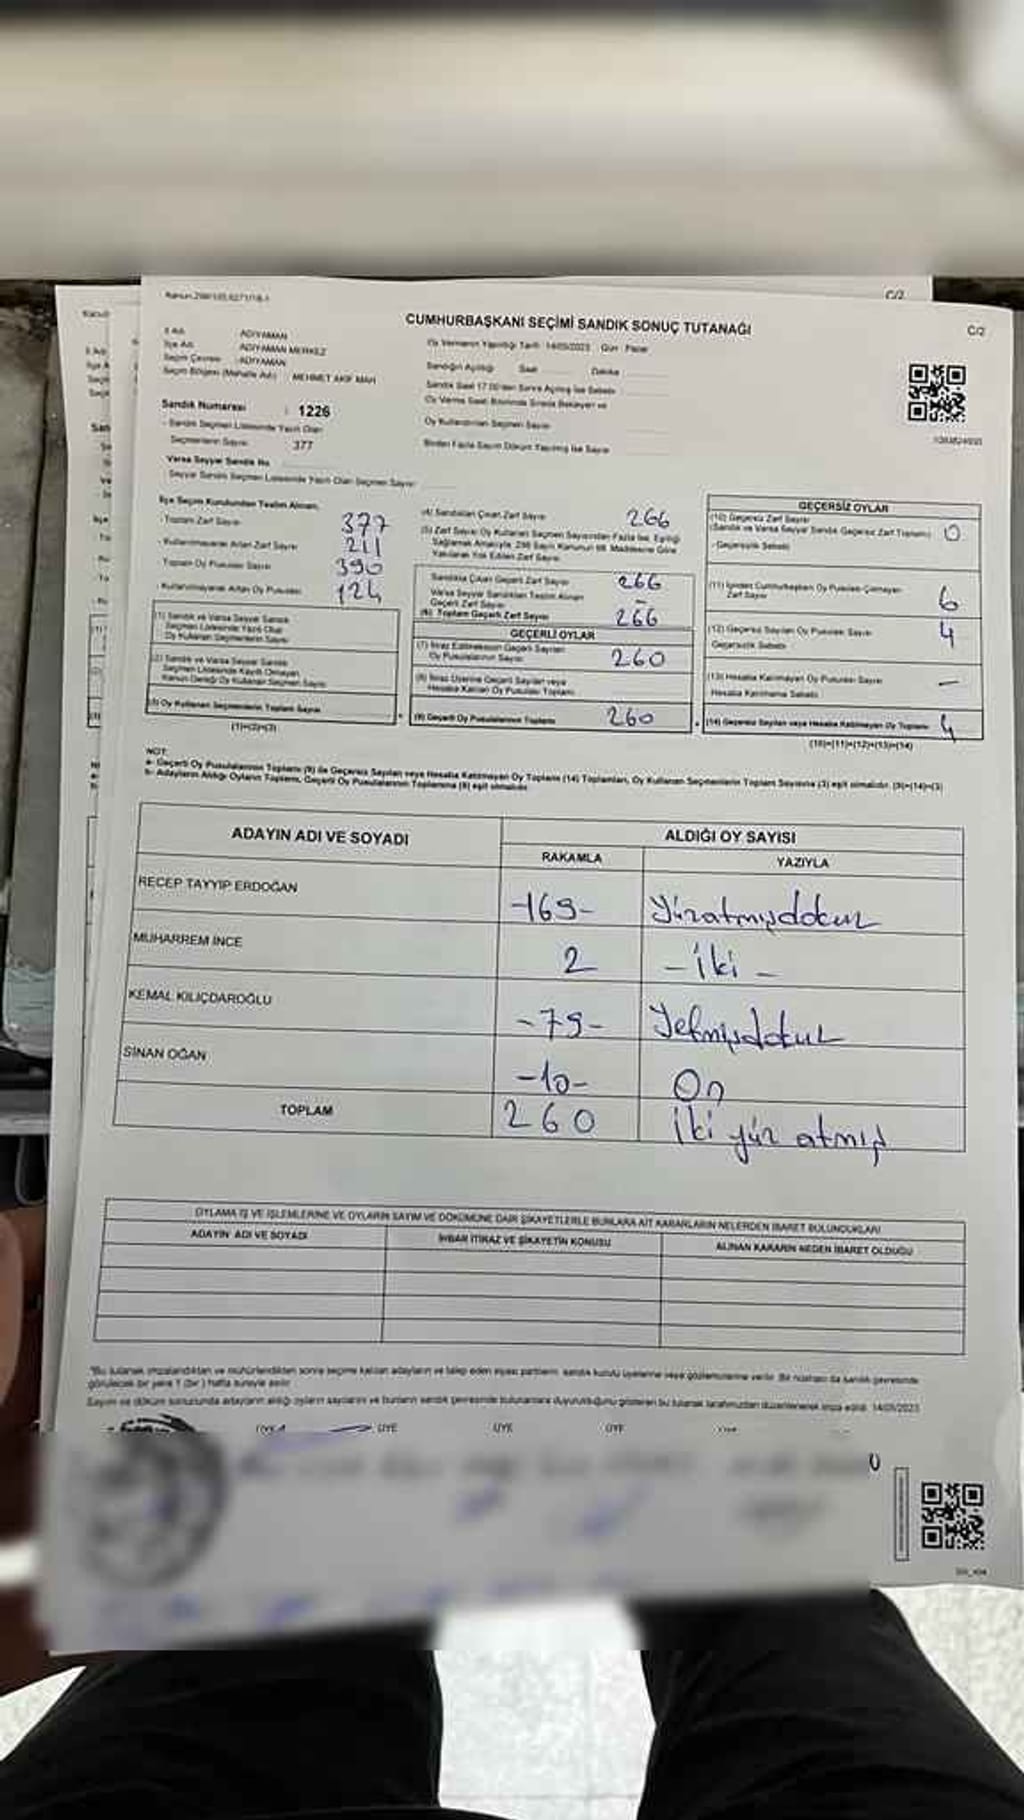 Kanun:298/105,6271/18-1
C/2
CUMHURBAŞKANI SEÇİMİ SANDIK SONUÇ TUTANAĞI
C/2
İl Adı : ADIYAMAN
İlçe Adı : ADIYAMAN MERKEZ
Seçim Çevresi : ADIYAMAN
Seçim Bölgesi (Mahalle Adı) : MEHMET AKİF MAH
Sandık Numarası : 1226
- Sandık Seçmen Listesinde Yazılı Olan
Seçmenlerin Sayısı 377
Varsa Seyyar Sandık No
Seyyar Sandık Seçmen Listesinde Yazılı Olan Seçmen Sayısı
Oy Vermenin Yapıldığı Tarih: 14/05/2023 Gün : Pazar
Sandığın Açıldığı Saat Dakika
Sandık Saat 17.00'den Sonra Açılmış İse Sebebi
Oy Verme Saati Bitiminde Sırada Bekleyen ve
Oy Kullandırılan Seçmen Sayısı
Birden Fazla Sayım Döküm Yapılmış İse Sayısı
İlçe Seçim Kurulundan Teslim Alınan;
- Toplam Zarf Sayısı 377
- Kullanılmayarak Artan Zarf Sayısı 211
Toplam Oy Pusulası Sayısı 390
- Kullanılmayarak Artan Oy Pusulası 124
(1) Sandık ve Varsa Seyyar Sandık
Seçmen Listesinde Yazılı Olup
Oy Kullanan Seçmenlerin Sayısı
(2) Sandık ve Varsa Seyyar Sandık
Seçmen Listesinde Kayıtlı Olmayan
Kanun Gereği Oy Kullanan Seçmen Sayısı
(3) Oy Kullanan Seçmenlerin Toplam Sayısı
(1)+(2)=(3)
(4) Sandıktan Çıkan Zarf Sayısı 266
(5) Zarf Sayısı Oy Kullanan Seçmen Sayısından Fazla İse, Eşitliği
Sağlamak Amacıyla, 298 Sayılı Kanunun 98. Maddesine Göre
Yakılarak Yok Edilen Zarf Sayısı
Sandıkta Çıkan Geçerli Zarf Sayısı 266
Varsa Seyyar Sandıktan Teslim Alınan
Geçerli Zarf Sayısı -
(6) Toplam Geçerli Zarf Sayısı 266
GEÇERLİ OYLAR
(7) İtiraz Edilmeksizin Geçerli Sayılan
Oy Pusulalarının Sayısı 260
(8) İtiraz Üzerine Geçerli Sayılan veya
Hesaba Katılan Oy Pusulası Toplamı
(9) Geçerli Oy Pusulalarının Toplamı 260
GEÇERSİZ OYLAR
(10) Geçersiz Zarf Sayısı
(Sandık ve Varsa Seyyar Sandık Geçersiz Zarf Toplamı) 0
- Geçersizlik Sebebi
(11) İçinden Cumhurbaşkanı Oy Pusulası Çıkmayan
Zarf Sayısı 6
(12) Geçersiz Sayılan Oy Pusulası Sayısı 4
Geçersizlik Sebebi
(13) Hesaba Katılmayan Oy Pusulası Sayısı -
Hesaba Katılmama Sebebi
(14) Geçersiz Sayılan veya Hesaba Katılmayan Oy Toplamı 4
(10)+(11)+(12)+(13)=(14)
NOT:
a- Geçerli Oy Pusulalarının Toplamı (9) ile Geçersiz Sayılan veya Hesaba Katılmayan Oy Toplamı (14) Toplamları, Oy Kullanan Seçmenlerin Toplam Sayısına (3) eşit olmalıdır. (9)+(14)=(3)
b- Adayların Aldığı Oyların Toplamı, Geçerli Oy Pusulalarının Toplamına (9) eşit olmalıdır.
ADAYIN ADI VE SOYADI
ALDIĞI OY SAYISI
RAKAMLA YAZIYLA
RECEP TAYYIP ERDOĞAN -169- Yüzatmışdokuz
MUHARREM İNCE 2 - iki -
KEMAL KILIÇDAROĞLU -79- Yetmişdokuz
SİNAN OĞAN -10- On
TOPLAM 260 iki yüz atmış
OYLAMA İŞ VE İŞLEMLERİNE VE OYLARIN SAYIM VE DÖKÜMÜNE DAİR ŞİKAYETLERLE BUNLARA AİT KARARLARIN NELERDEN İBARET BULUNDUKLARI
ADAYIN ADI VE SOYADI
İHBAR İTİRAZ VE ŞİKAYETİN KONUSU
ALINAN KARARIN NEDEN İBARET OLDUĞU
*Bu tutanak imzalandıktan ve mühürlendikten sonra seçime katılan adayların ve talep eden siyasi partilerin sandık kurulu üyelerine veya gözlemcilerine verilir. Bir nüshası da sandık çevresinde
görülecek bir yere 1 (bir) hafta süreyle asılır.
Sayım ve döküm sonucunda adayların aldığı oyların sayılarını ve bunların sandık çevresinde bulunanlara duyurulduğunu gösteren bu tutanak tarafımızdan düzenlenerek imza edildi. 14/05/2023
ÜYE ÜYE ÜYE ÜYE